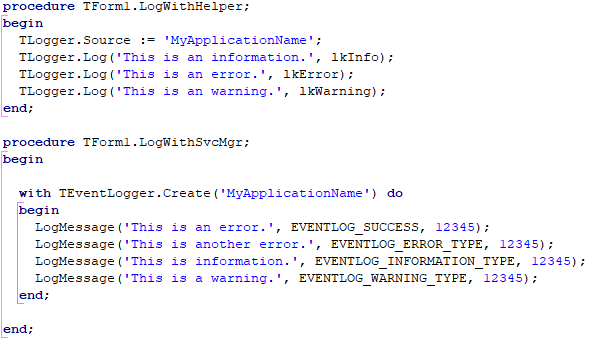 procedure TForm1.LogWithHelper;
begin
TLogger.Source := 'MyApplicationName';
TLogger.Log('This is an information.', lkInfo);
TLogger.Log('This is an error.', lkError);
TLogger.Log('This is an warning.', lkWarning);
end;
procedure TForm1.LogWithSvcMgr;
begin
with TEventLogger.Create('MyApplicationName') do
begin
LogMessage('This is an error.', EVENTLOG_SUCCESS, 12345);
LogMessage('This is another error.', EVENTLOG_ERROR_TYPE, 12345);
LogMessage('This is information.', EVENTLOG_INFORMATION_TYPE, 12345);
LogMessage('This is a warning.', EVENTLOG_WARNING_TYPE, 12345);
end;
end;